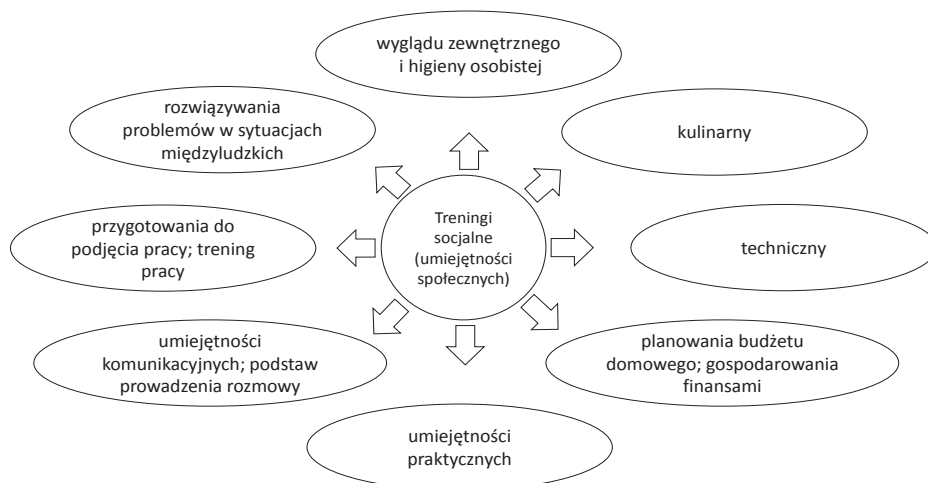 wyglądu zewnętrznego
i higieny osobistej
rozwiązywania
problemów w sytuacjach
międzyludzkich
kulinarny
Treningi
socjalne
(umiejętności
społecznych)
przygotowania do
podjęcia pracy; trening
pracy
techniczny
umiejętności
komunikacyjnych; podstaw
prowadzenia rozmowy
planowania budżetu
domowego; gospodarowania
finansami
umiejętności
praktycznych